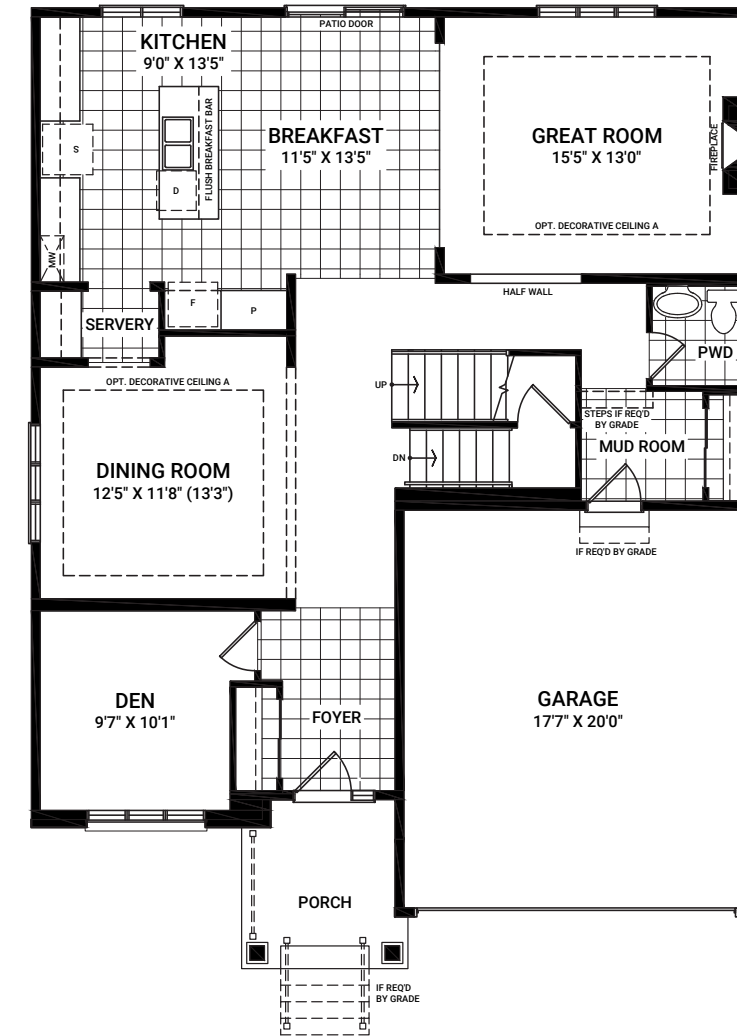 PATIO DOOR
KITCHEN
9'0" X 13'5"
FLUSH BREAKFAST BAR
BREAKFAST
11'5" X 13'5"
GREAT ROOM
15'5" X 13'0"
FIREPLACE
S
D
MW
OPT. DECORATIVE CEILING A
HALF WALL
F
P
SERVERY
PWD
OPT. DECORATIVE CEILING A
UP
STEPS IF REQ'D
BY GRADE
MUD ROOM
DN
DINING ROOM
12'5" X 11'8" (13'3")
IF REQ'D BY GRADE
DEN
9'7" X 10'1"
FOYER
GARAGE
17'7" X 20'0"
PORCH
IF REQ'D
BY GRADE